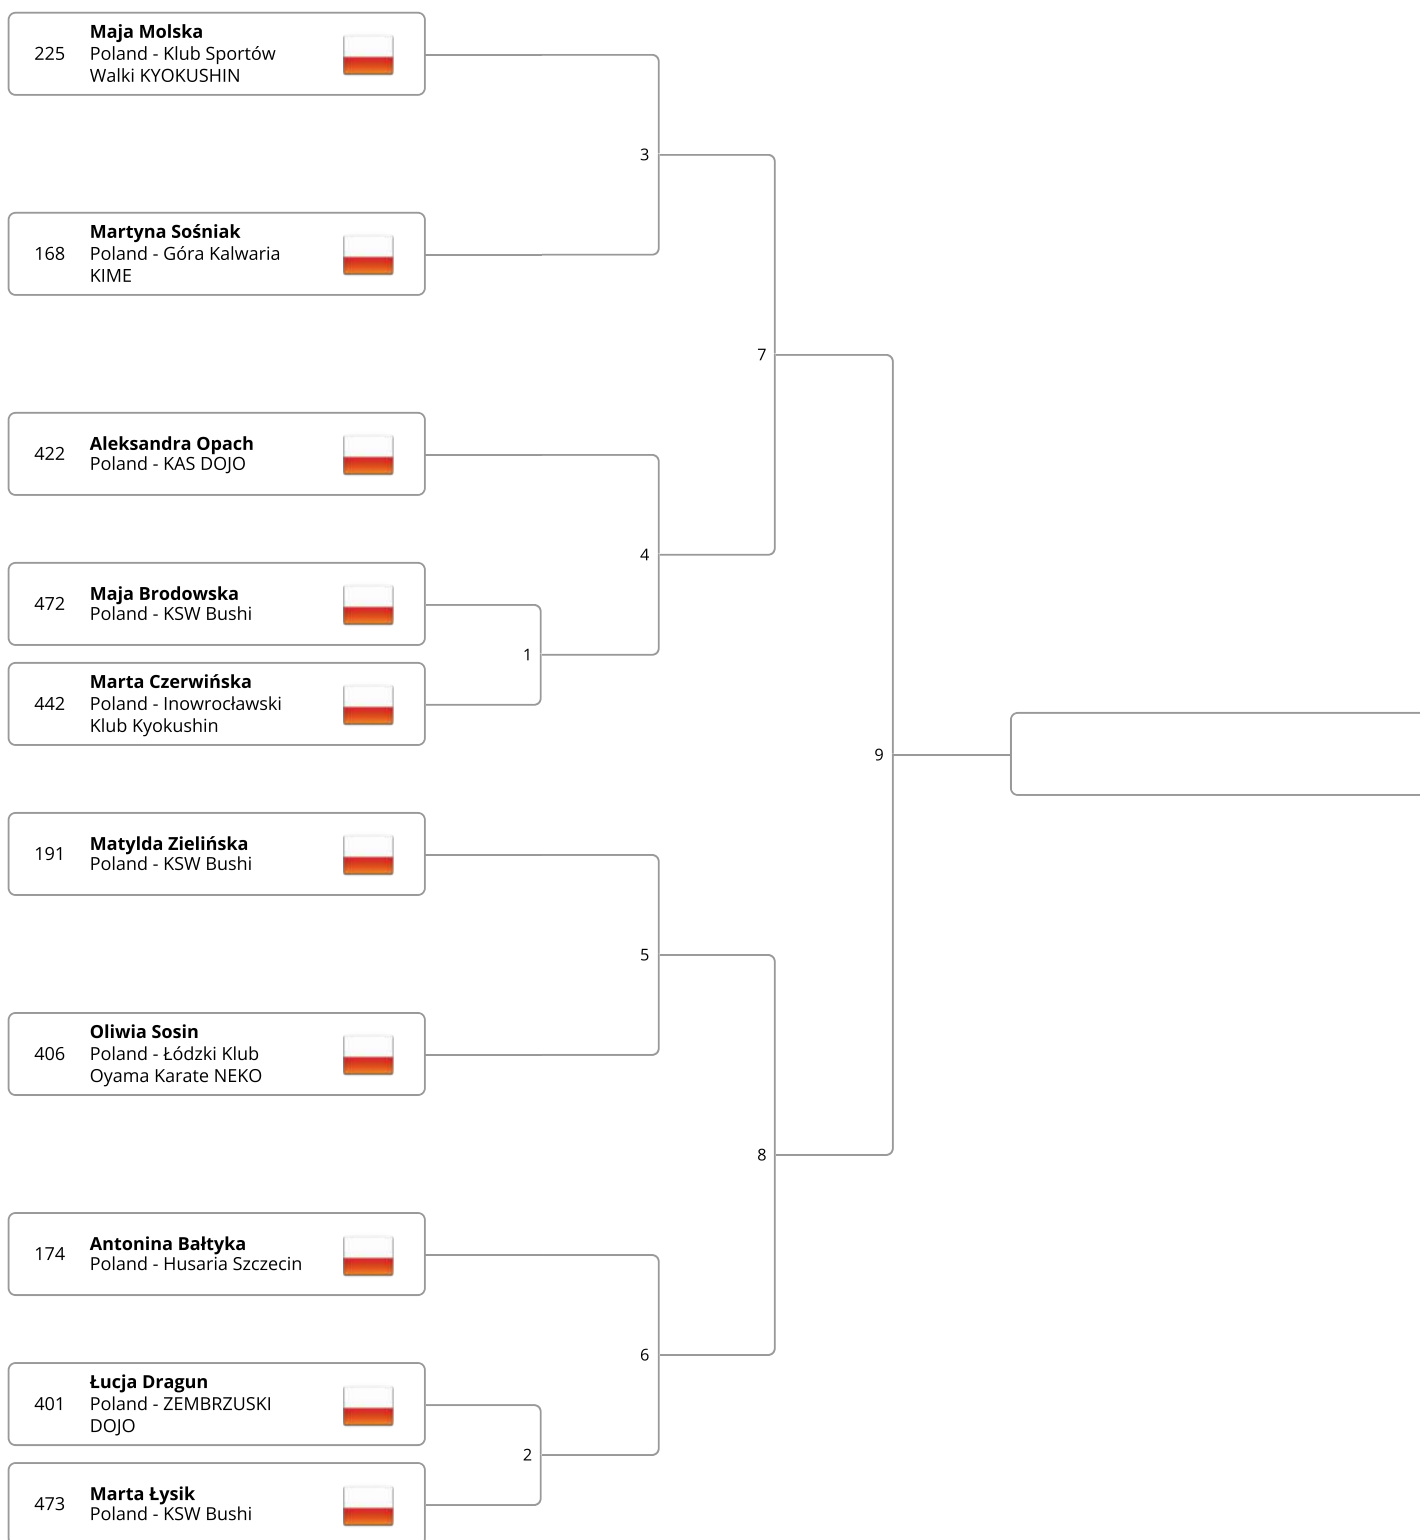 Maja Molska
225
Poland - Klub Sportów
Walki KYOKUSHIN
3
Martyna Sośniak
168
Poland - Góra Kalwaria
KIME
7
Aleksandra Opach
422
Poland - KAS DOJO
4
Maja Brodowska
472
Poland - KSW Bushi
1
Marta Czerwińska
442
Poland - Inowrocławski
Klub Kyokushin
9
Matylda Zielińska
191
Poland - KSW Bushi
5
Oliwia Sosin
406
Poland - Łódzki Klub
Oyama Karate NEKO
8
Antonina Bałtyka
174
Poland - Husaria Szczecin
6
Łucja Dragun
401
Poland - ZEMBRZUSKI
DOJO
2
Marta Łysik
473
Poland - KSW Bushi